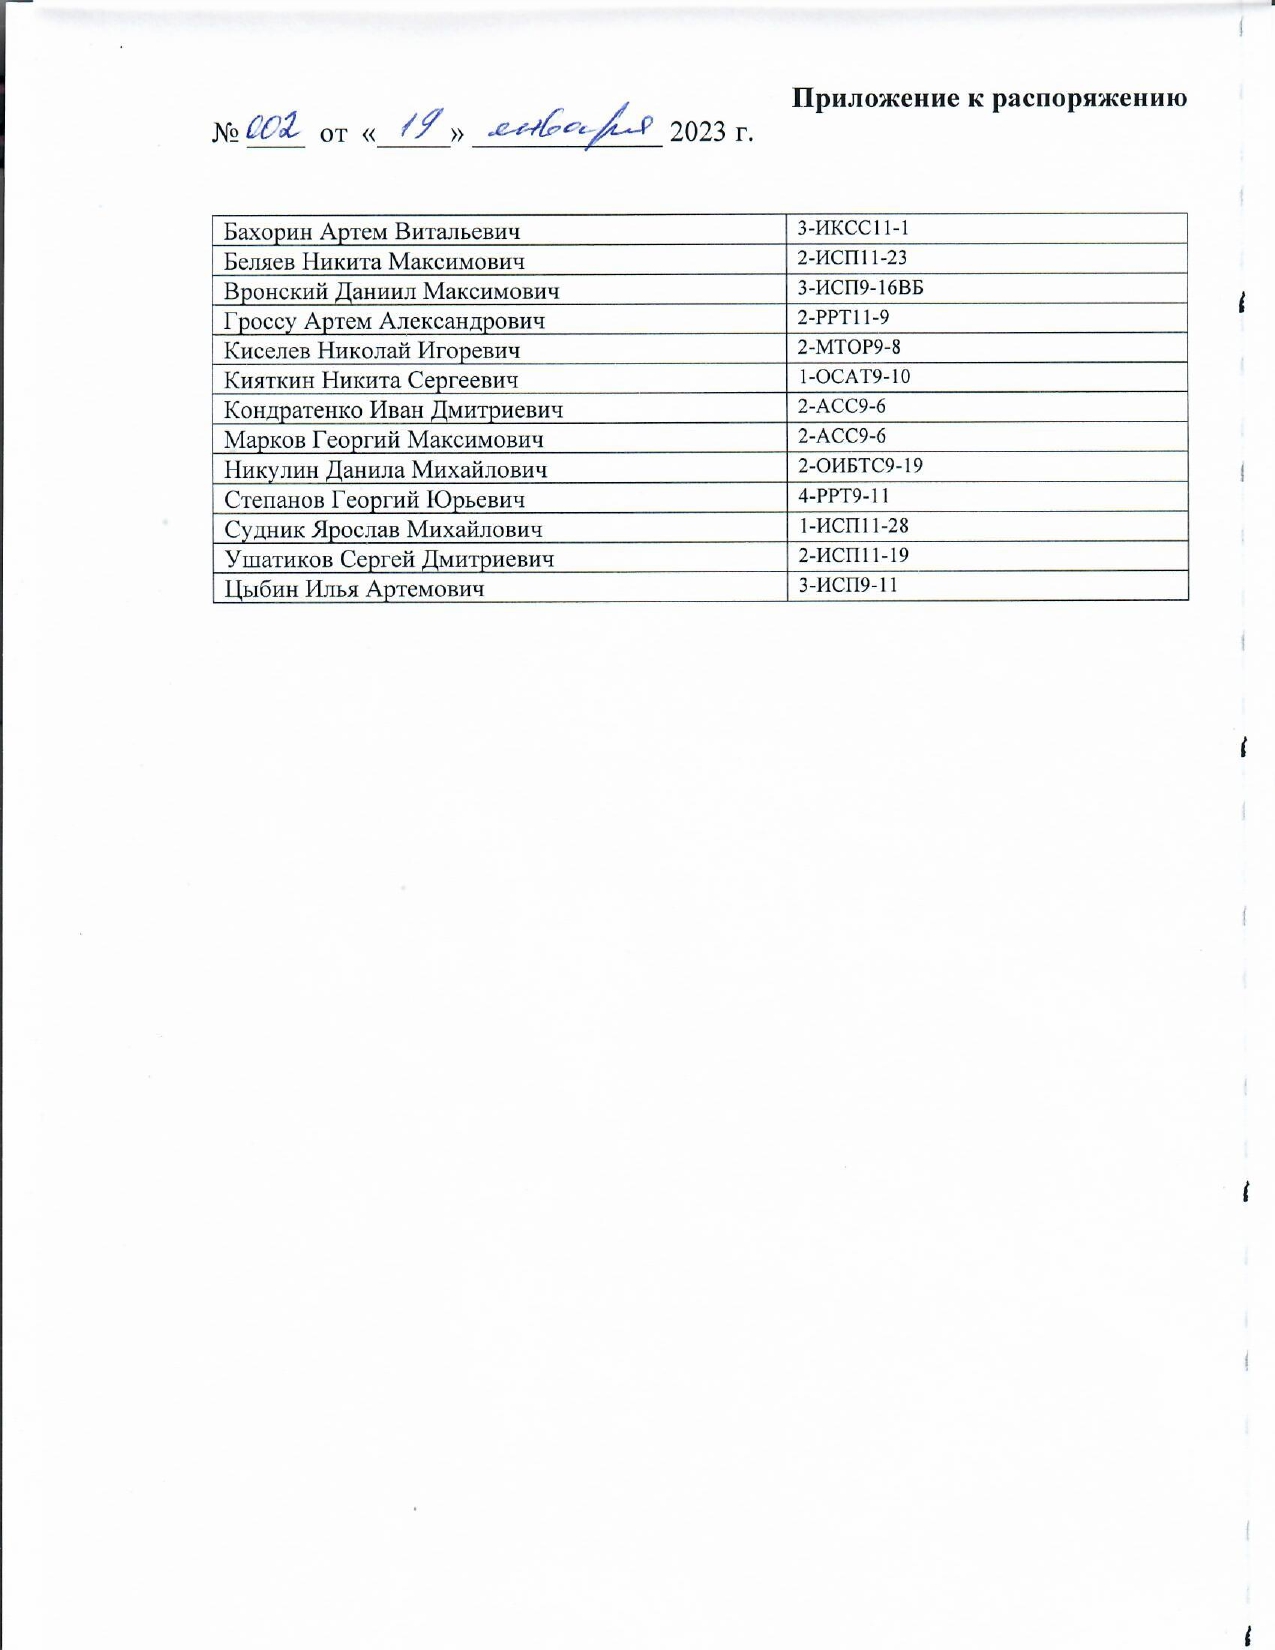 Приложение к распоряжению
№ 002 от « 19 » января 2023 г.
Бахорин Артем Витальевич 3-ИКСС11-1
Беляев Никита Максимович 2-ИСП11-23
Вронский Даниил Максимович 3-ИСП9-16ВБ
Гроссу Артем Александрович 2-РРТ11-9
Киселев Николай Игоревич 2-МТОР9-8
Кияткин Никита Сергеевич 1-ОСАТ9-10
Кондратенко Иван Дмитриевич 2-АСС9-6
Марков Георгий Максимович 2-АСС9-6
Никулин Данила Михайлович 2-ОИБТС9-19
Степанов Георгий Юрьевич 4-РРТ9-11
Судник Ярослав Михайлович 1-ИСП11-28
Ушатиков Сергей Дмитриевич 2-ИСП11-19
Цыбин Илья Артемович 3-ИСП9-11